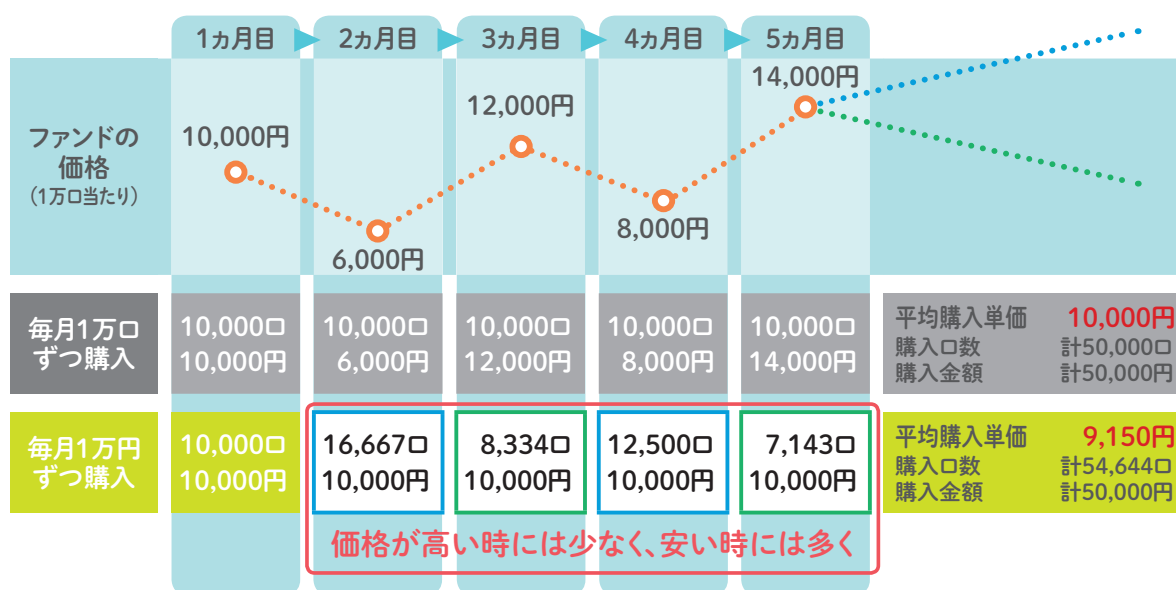 1ヵ月目
2ヵ月目
3ヵ月目
4ヵ月目
5ヵ月目
ファンドの
価格
（1万口当たり）
10,000円
6,000円
12,000円
8,000円
14,000円
毎月1万口
ずつ購入
10,000口
10,000円
10,000口
6,000円
10,000口
12,000円
10,000口
8,000円
10,000口
14,000円
平均購入単価 10,000円
購入口数 計50,000口
購入金額 計50,000円
毎月1万円
ずつ購入
10,000口
10,000円
16,667口
10,000円
8,334口
10,000円
12,500口
10,000円
7,143口
10,000円
平均購入単価 9,150円
購入口数 計54,644口
購入金額 計50,000円
価格が高い時には少なく、安い時には多く